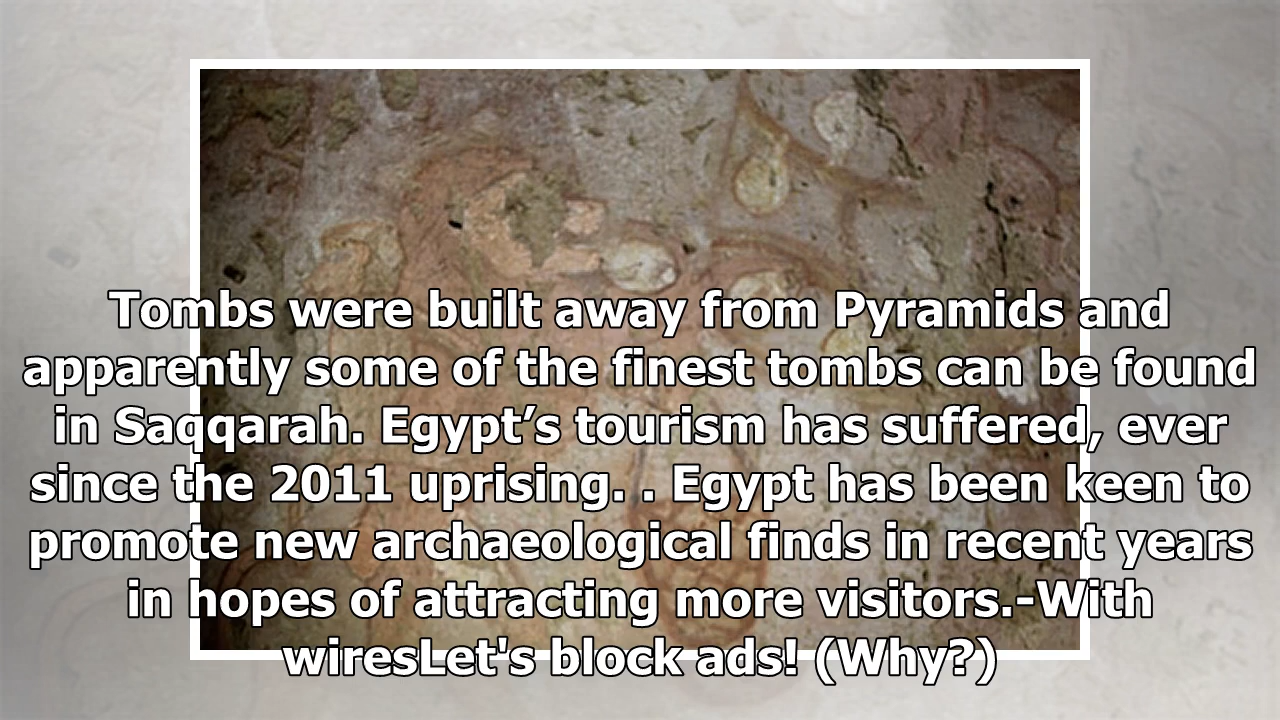 Tombs were built away from Pyramids and
apparently some of the finest tombs can be found
in Saqqarah. Egypt’s tourism has suffered, ever
since the 2011 uprising. . Egypt has been keen to
promote new archaeological finds in recent years
in hopes of attracting more visitors.-With
wiresLet's block ads! (Why?)